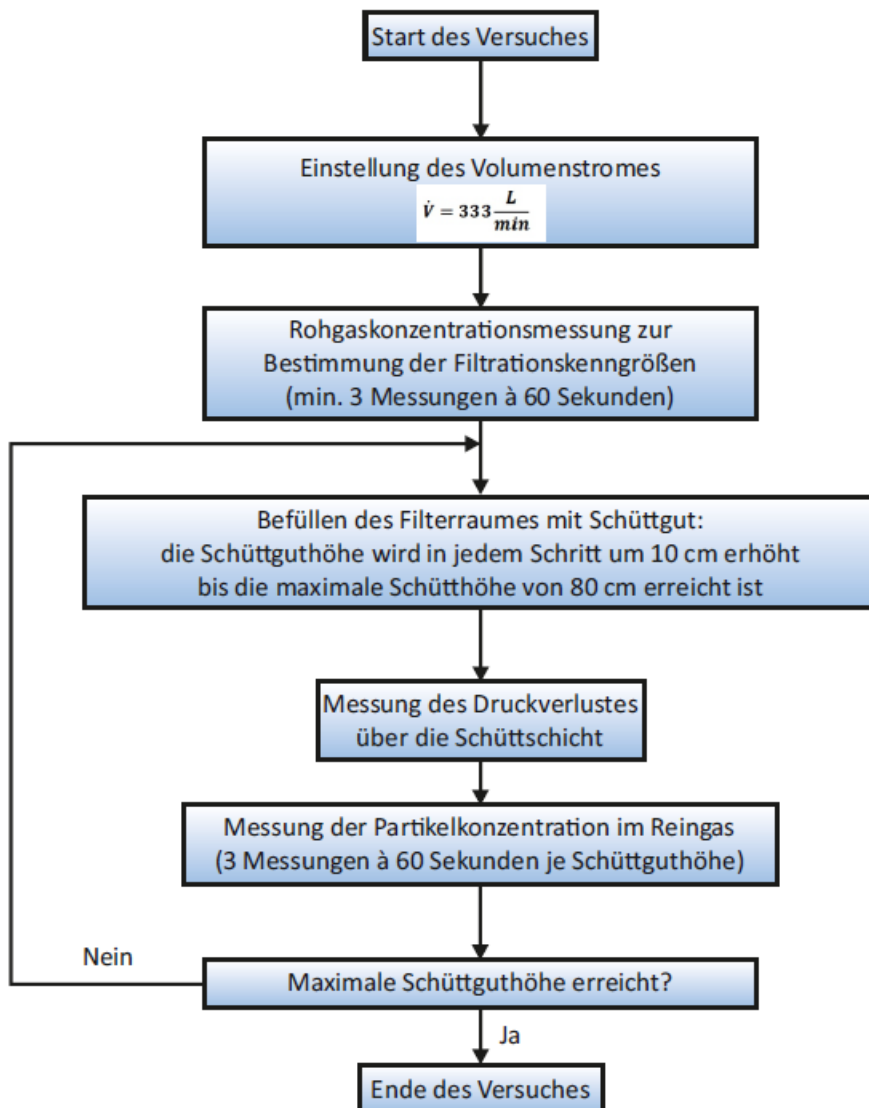 Start des Versuches
Einstellung des Volumenstromes
V̇ = 333 L/min
Rohgaskonzentrationsmessung zur
Bestimmung der Filtrationskenngrößen
(min. 3 Messungen à 60 Sekunden)
Befüllen des Filterraumes mit Schüttgut:
die Schüttguthöhe wird in jedem Schritt um 10 cm erhöht
bis die maximale Schütthöhe von 80 cm erreicht ist
Messung des Druckverlustes
über die Schüttschicht
Messung der Partikelkonzentration im Reingas
(3 Messungen à 60 Sekunden je Schüttguthöhe)
Nein
Maximale Schüttguthöhe erreicht?
Ja
Ende des Versuches